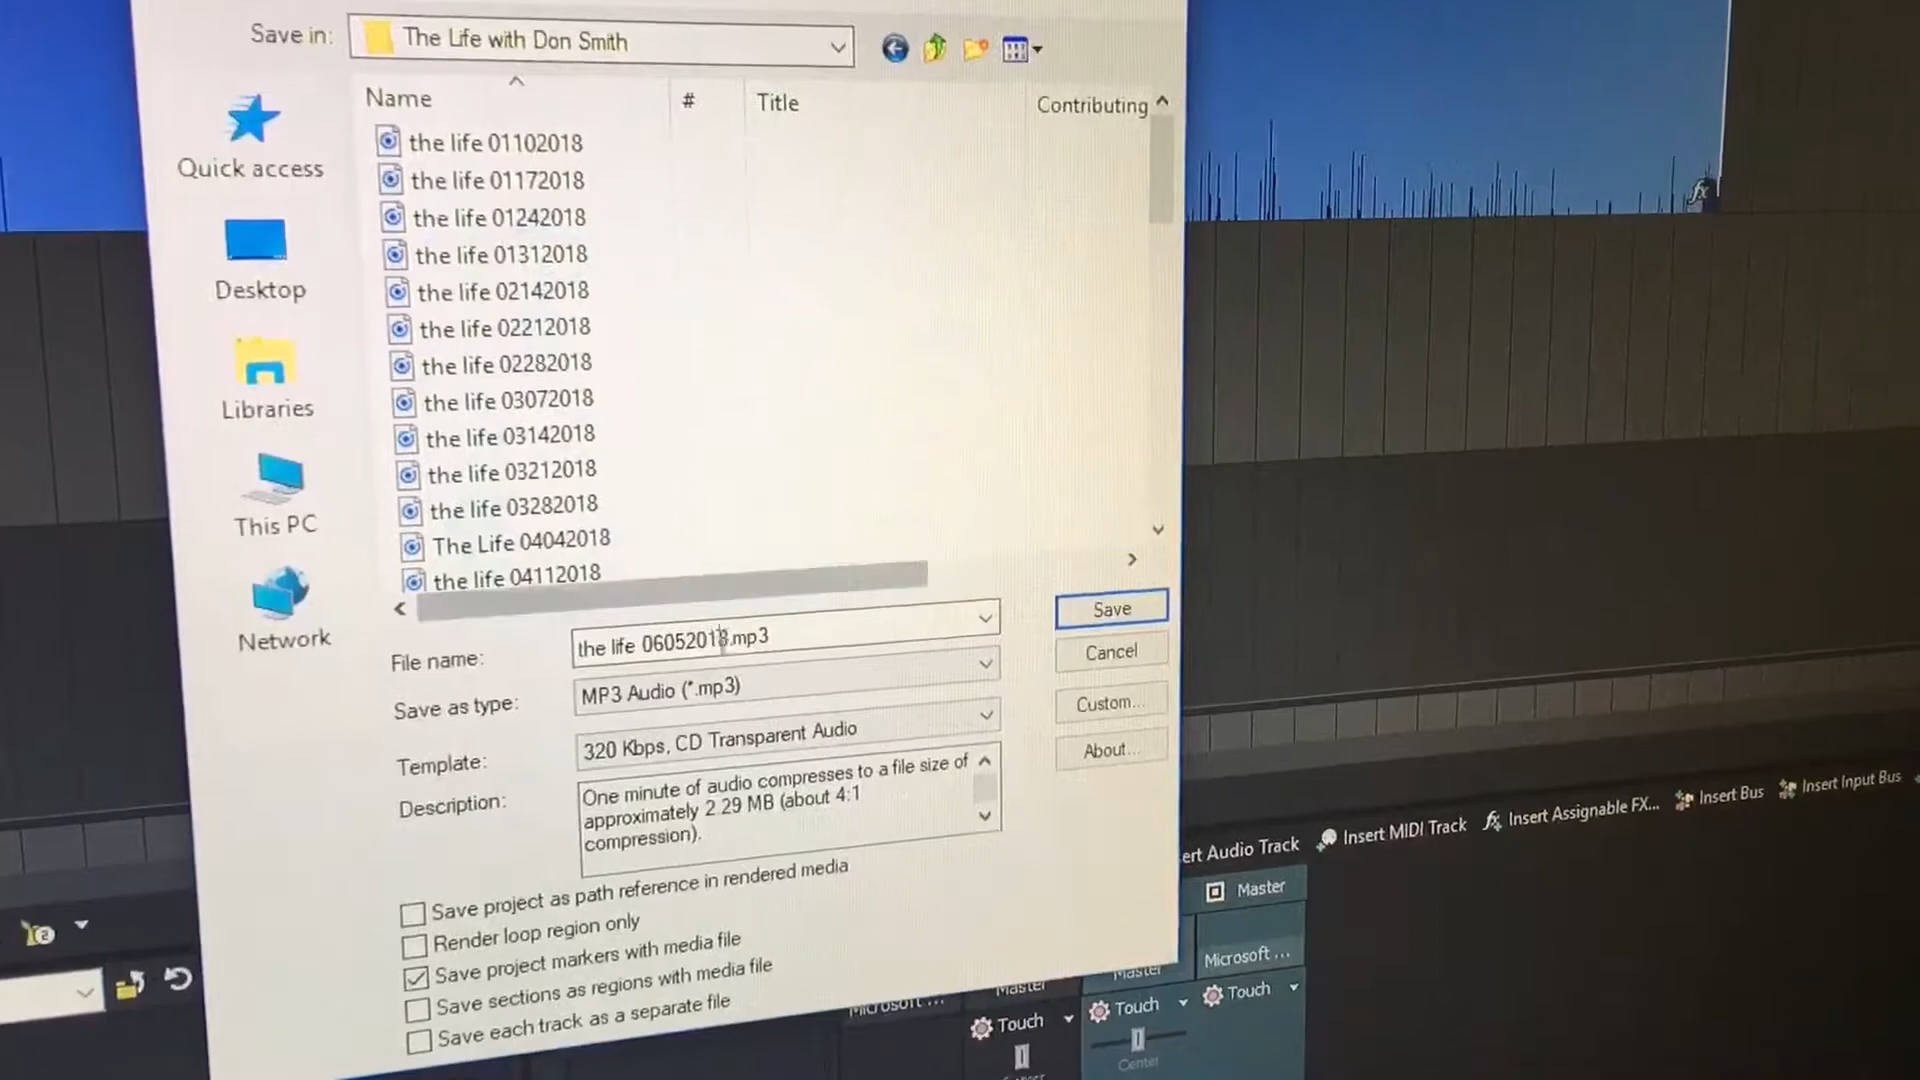 Save in:
The Life with Don Smith
Name
#
Title
Contributing
the life 01102018
the life 01172018
the life 01242018
the life 01312018
the life 02142018
the life 02212018
the life 02282018
the life 03072018
the life 03142018
the life 03212018
the life 03282018
The Life 04042018
the life 04112018
Quick access
Desktop
Libraries
This PC
Network
File name:
the life 06052018.mp3
Save as type:
MP3 Audio (*.mp3)
Template:
320 Kbps, CD Transparent Audio
Description:
One minute of audio compresses to a file size of
approximately 2.29 MB (about 4:1
compression).
Save
Cancel
Custom...
About...
Save project as path reference in rendered media
Render loop region only
Save project markers with media file
Save sections as regions with media file
Save each track as a separate file
fx
ert Audio Track
Insert MIDI Track
Insert Assignable FX...
Insert Bus
Insert Input Bus
Master
Microsoft ...
Master
Master
Microsoft ...
Touch
Touch
Touch
Center
2